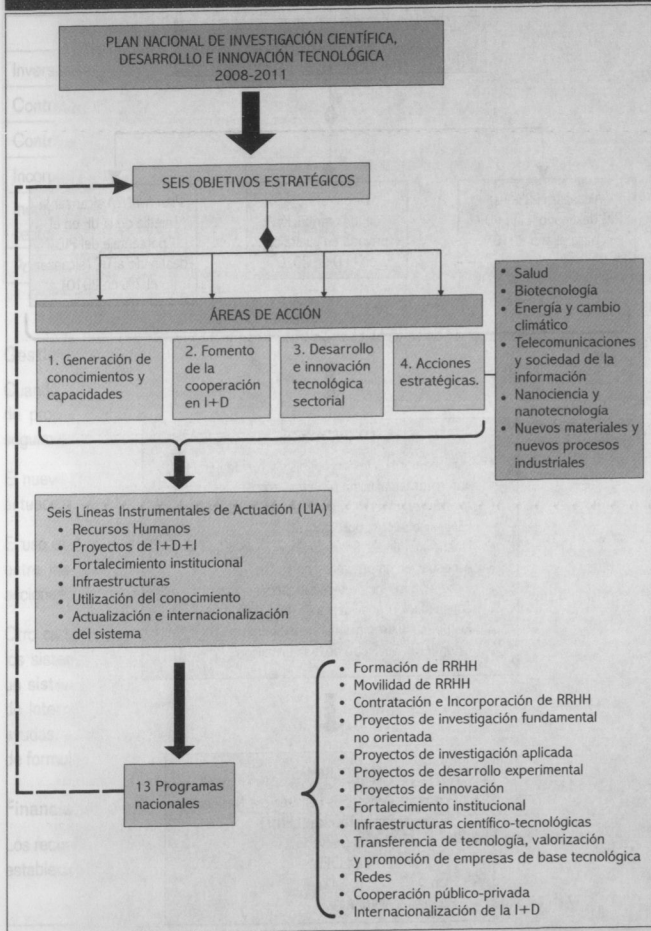 PLAN NACIONAL DE INVESTIGACIÓN CIENTÍFICA,
DESARROLLO E INNOVACIÓN TECNOLÓGICA
2008-2011
SEIS OBJETIVOS ESTRATÉGICOS
ÁREAS DE ACCIÓN
1. Generación de
conocimientos y
capacidades
2. Fomento
de la
cooperación
en I+D
3. Desarrollo
e innovación
tecnológica
sectorial
4. Acciones
estratégicas.
• Salud
• Biotecnología
• Energía y cambio
climático
• Telecomunicaciones
y sociedad de la
información
• Nanociencia y
nanotecnología
• Nuevos materiales y
nuevos procesos
industriales
Seis Líneas Instrumentales de Actuación (LIA)
• Recursos Humanos
• Proyectos de I+D+I
• Fortalecimiento institucional
• Infraestructuras
• Utilización del conocimiento
• Actualización e internacionalización
del sistema
13 Programas
nacionales
• Formación de RRHH
• Movilidad de RRHH
• Contratación e Incorporación de RRHH
• Proyectos de investigación fundamental
no orientada
• Proyectos de investigación aplicada
• Proyectos de desarrollo experimental
• Proyectos de innovación
• Fortalecimiento institucional
• Infraestructuras científico-tecnológicas
• Transferencia de tecnología, valorización
y promoción de empresas de base tecnológica
• Redes
• Cooperación público-privada
• Internacionalización de la I+D